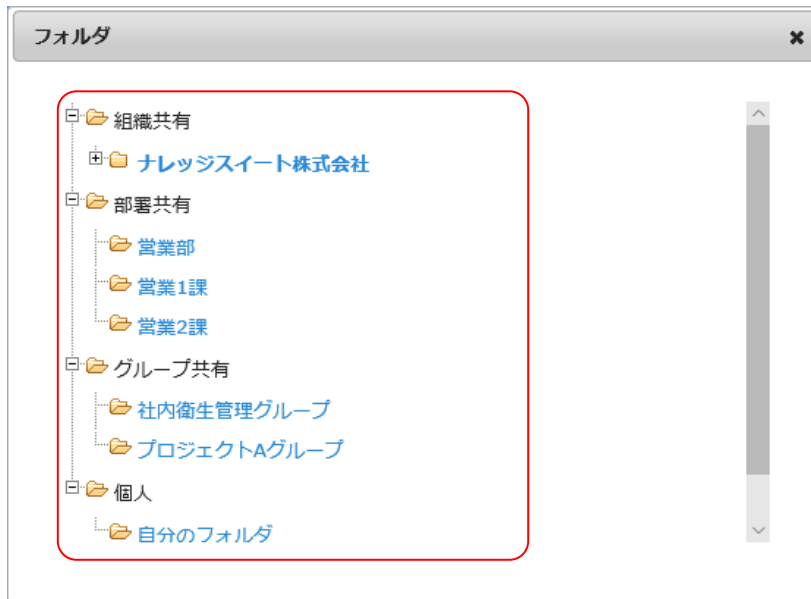 フォルダ
組織共有
ナレッジスイート株式会社
部署共有
営業部
営業1課
営業2課
グループ共有
社内衛生管理グループ
プロジェクトAグループ
個人
自分のフォルダ